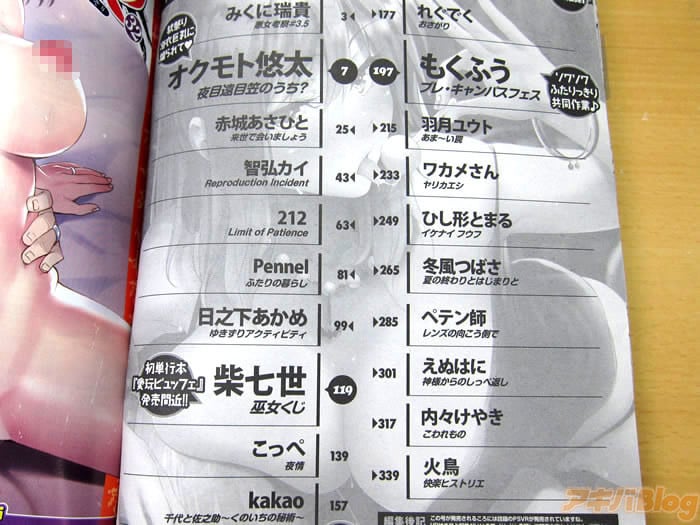 みくに瑞貴
悪女考察#3.5
3
オクモト悠太
夜目遠目笠のうち?
7
赤城あさひと
来世で会いましょう
25
智弘カイ
Reproduction Incident
43
212
Limit of Patience
63
Pennel
ふたりの暮らし
81
日之下あかめ
ゆきずりアクティビティ
99
初単行本
『愛玩ビュッフェ』
発売間近!!
柴七世
巫女くじ
119
こっぺ
夜情
139
kakao
千代と佐之助〜くのいちの秘術〜
157
177
れぐでく
おさがり
197
もくふう
プレ・キャンバスフェス
ソワソワ
ふたりっきり
共同作業♪
215
羽月ユウト
あま〜い罠
233
ワカメさん
ヤリカエシ
249
ひし形とまる
イケナイ フウフ
265
冬風つばさ
夏の終わりとはじまりと
285
ペテン師
レンズの向こう側で
301
えぬはに
神様からのしっぺ返し
317
内々けやき
こわれもの
339
火鳥
快楽ヒストリエ
編集後記
アキバBlog